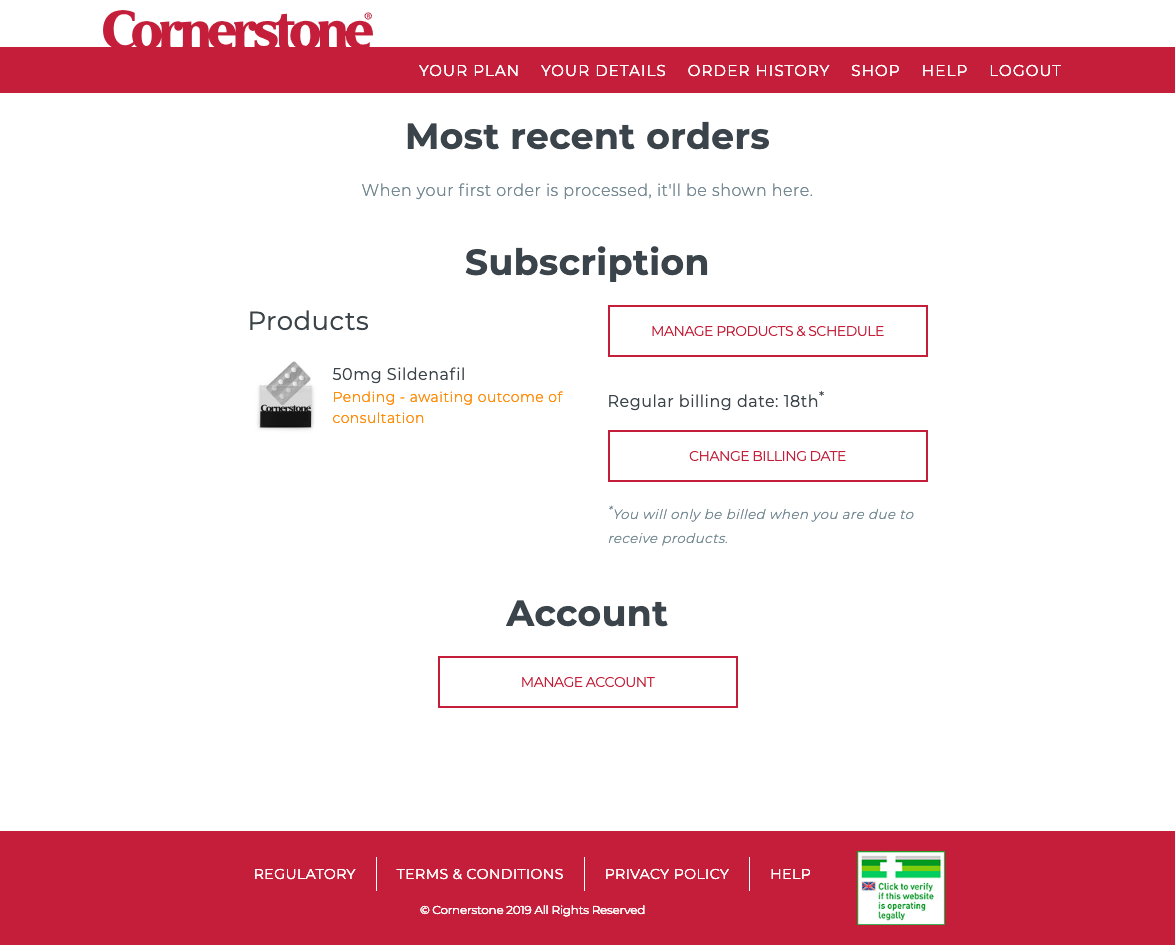 Cornerstone®
YOUR PLAN YOUR DETAILS ORDER HISTORY SHOP HELP LOGOUT
Most recent orders
When your first order is processed, it'll be shown here.
Subscription
Products
Cornerstone
50mg Sildenafil
Pending - awaiting outcome of
consultation
MANAGE PRODUCTS & SCHEDULE
Regular billing date: 18th*
CHANGE BILLING DATE
*You will only be billed when you are due to
receive products.
Account
MANAGE ACCOUNT
REGULATORY TERMS & CONDITIONS PRIVACY POLICY HELP
© Cornerstone 2019 All Rights Reserved
Click to verify
if this website
is operating
legally